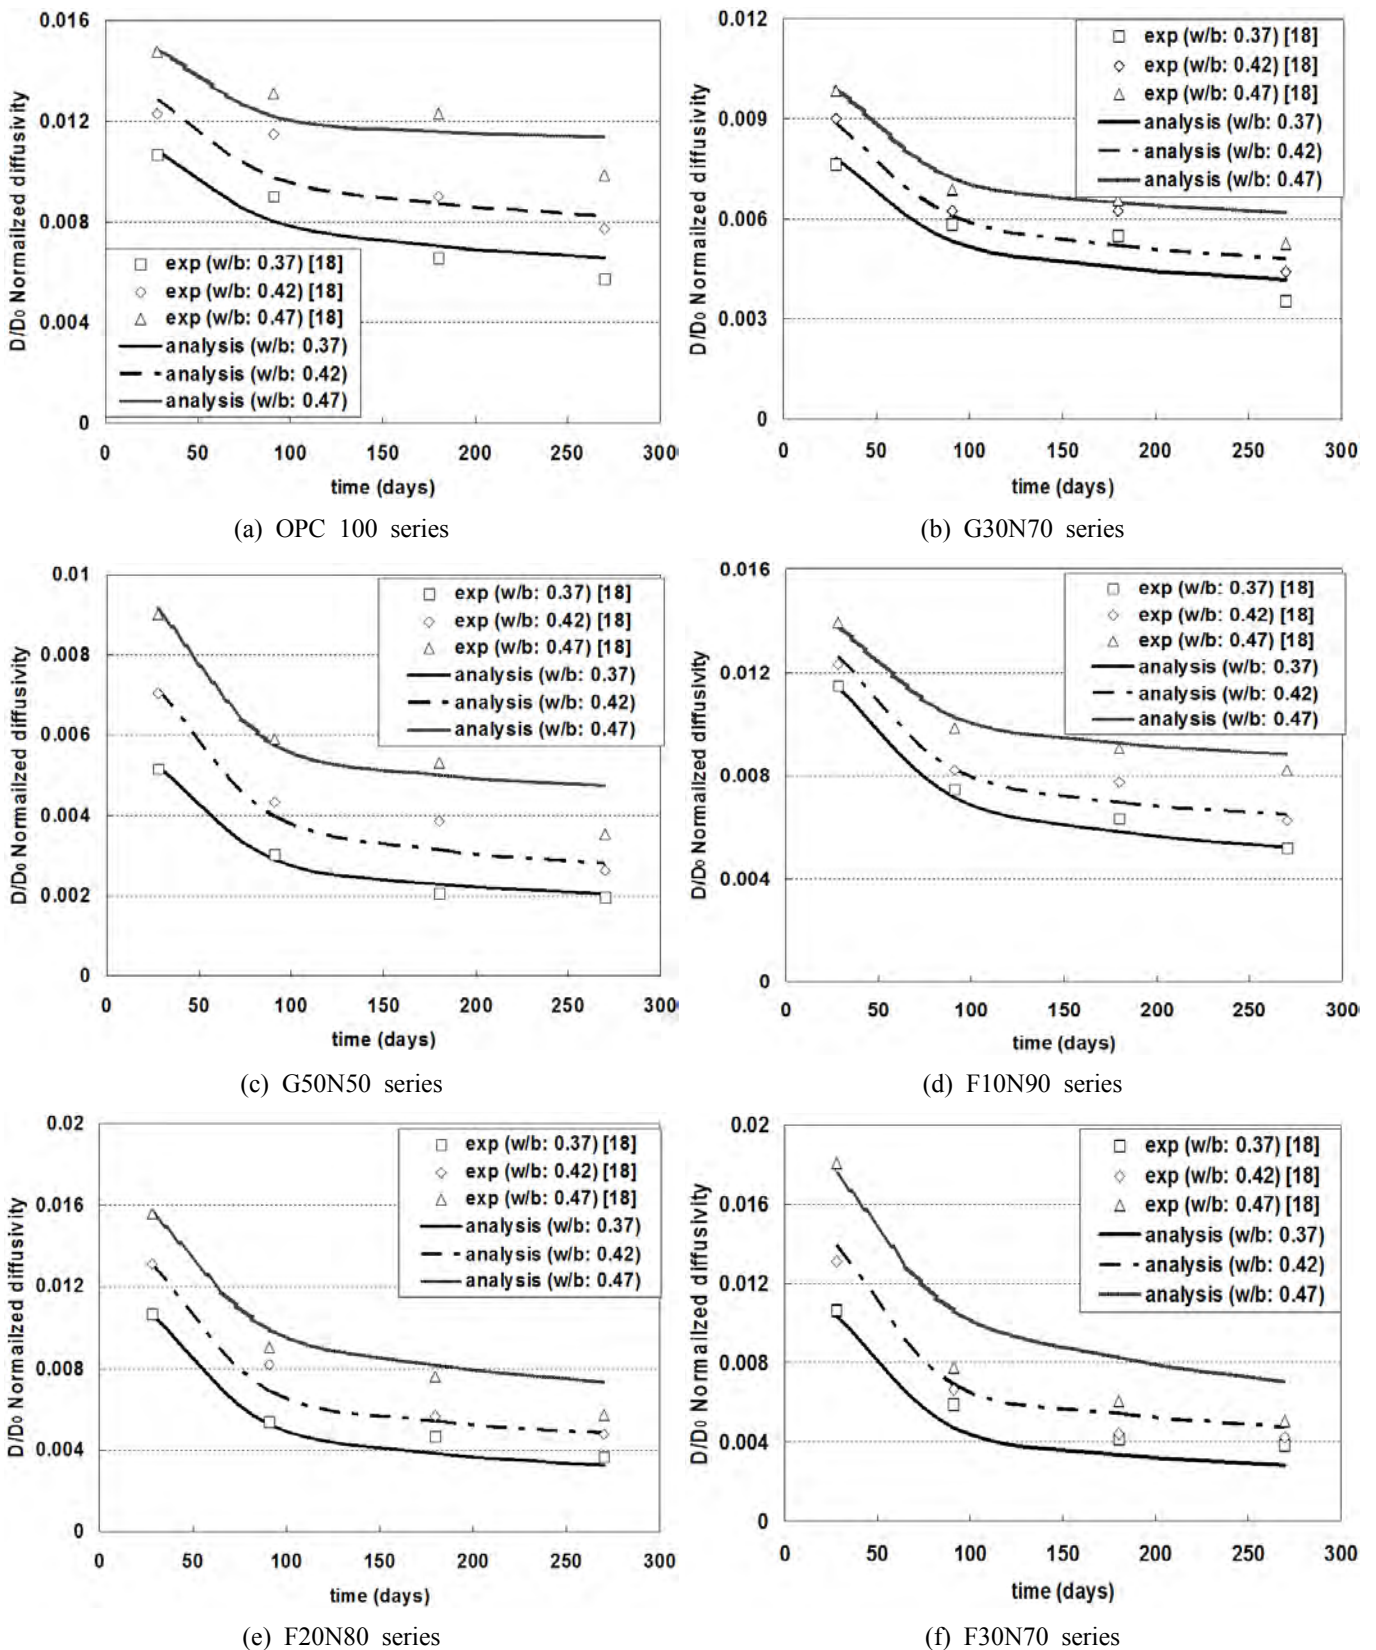 0.016
0.012
0.008
0.004
0
D/D0 Normailzed diffusivity
exp (w/b: 0.37) [18]
exp (w/b: 0.42) [18]
exp (w/b: 0.47) [18]
analysis (w/b: 0.37)
analysis (w/b: 0.42)
analysis (w/b: 0.47)
0 50 100 150 200 250 300
time (days)
(a) OPC 100 series
0.012
0.009
0.006
0.003
0
D/D0 Normailzed diffusivity
exp (w/b: 0.37) [18]
exp (w/b: 0.42) [18]
exp (w/b: 0.47) [18]
analysis (w/b: 0.37)
analysis (w/b: 0.42)
analysis (w/b: 0.47)
0 50 100 150 200 250 300
time (days)
(b) G30N70 series
0.01
0.008
0.006
0.004
0.002
0
D/D0 Normailzed diffusivity
exp (w/b: 0.37) [18]
exp (w/b: 0.42) [18]
exp (w/b: 0.47) [18]
analysis (w/b: 0.37)
analysis (w/b: 0.42)
analysis (w/b: 0.47)
0 50 100 150 200 250 300
time (days)
(c) G50N50 series
0.016
0.012
0.008
0.004
0
D/D0 Normailzed diffusivity
exp (w/b: 0.37) [18]
exp (w/b: 0.42) [18]
exp (w/b: 0.47) [18]
analysis (w/b: 0.37)
analysis (w/b: 0.42)
analysis (w/b: 0.47)
0 50 100 150 200 250 300
time (days)
(d) F10N90 series
0.02
0.016
0.012
0.008
0.004
0
D/D0 Normailzed diffusivity
exp (w/b: 0.37) [18]
exp (w/b: 0.42) [18]
exp (w/b: 0.47) [18]
analysis (w/b: 0.37)
analysis (w/b: 0.42)
analysis (w/b: 0.47)
0 50 100 150 200 250 300
time (days)
(e) F20N80 series
0.02
0.016
0.012
0.008
0.004
0
D/D0 Normailzed diffusivity
exp (w/b: 0.37) [18]
exp (w/b: 0.42) [18]
exp (w/b: 0.47) [18]
analysis (w/b: 0.37)
analysis (w/b: 0.42)
analysis (w/b: 0.47)
0 50 100 150 200 250 300
time (days)
(f) F30N70 series